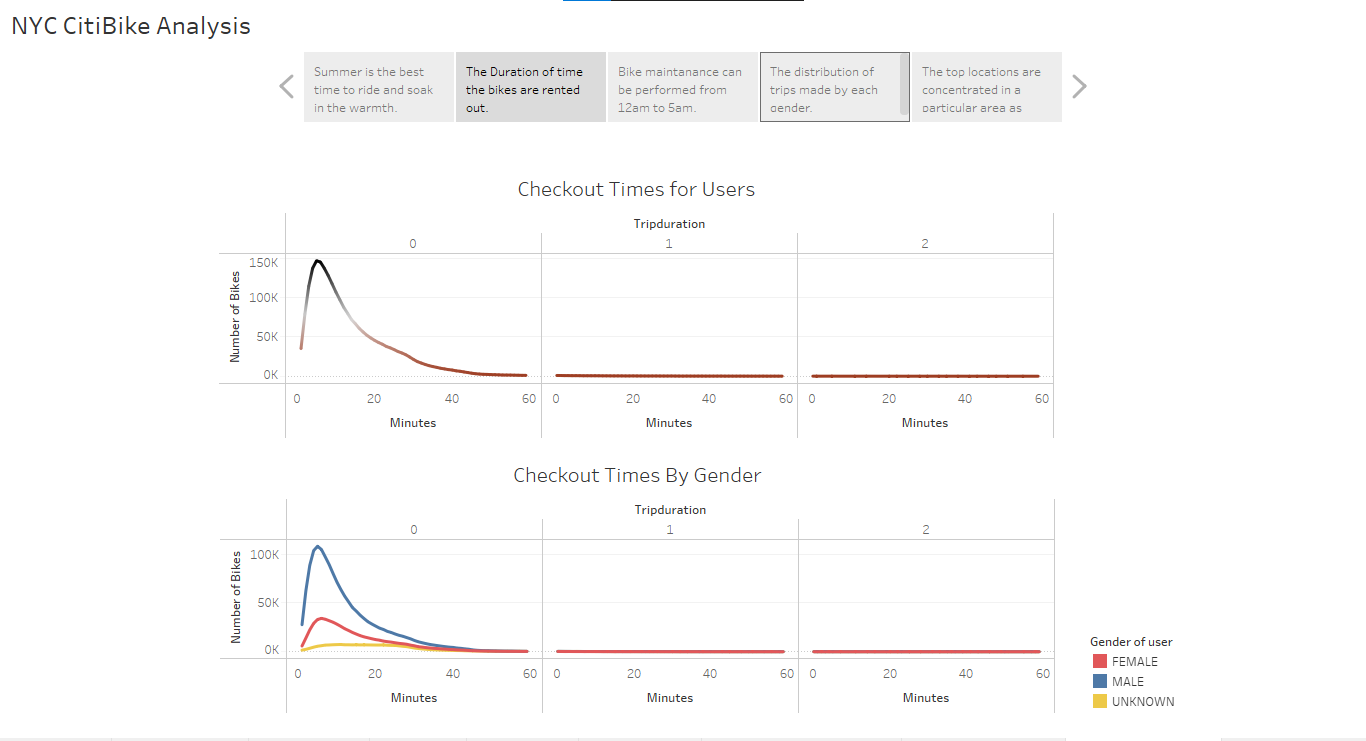 NYC CitiBike Analysis
Summer is the best
time to ride and soak
in the warmth.
The Duration of time
the bikes are rented
out.
Bike maintanance can
be performed from
12am to 5am.
The distribution of
trips made by each
gender.
The top locations are
concentrated in a
particular area as
Checkout Times for Users
Tripduration
0 1 2
Number of Bikes
150K
100K
50K
0K
0 20 40 60 0 20 40 60 0 20 40 60
Minutes Minutes Minutes
Checkout Times By Gender
Tripduration
0 1 2
Number of Bikes
100K
50K
0K
0 20 40 60 0 20 40 60 0 20 40 60
Minutes Minutes Minutes
Gender of user
FEMALE
MALE
UNKNOWN